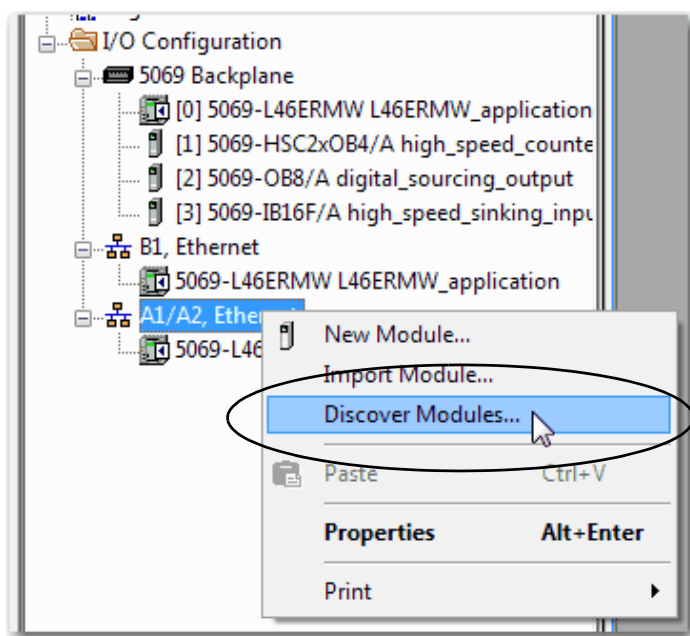 I/O Configuration
5069 Backplane
[0] 5069-L46ERMW L46ERMW_application
[1] 5069-HSC2xOB4/A high_speed_counte
[2] 5069-OB8/A digital_sourcing_output
[3] 5069-IB16F/A high_speed_sinking_inpu
B1, Ethernet
5069-L46ERMW L46ERMW_application
A1/A2, Ethe
5069-L46
New Module...
Import Module...
Discover Modules...
Paste Ctrl+V
Properties Alt+Enter
Print